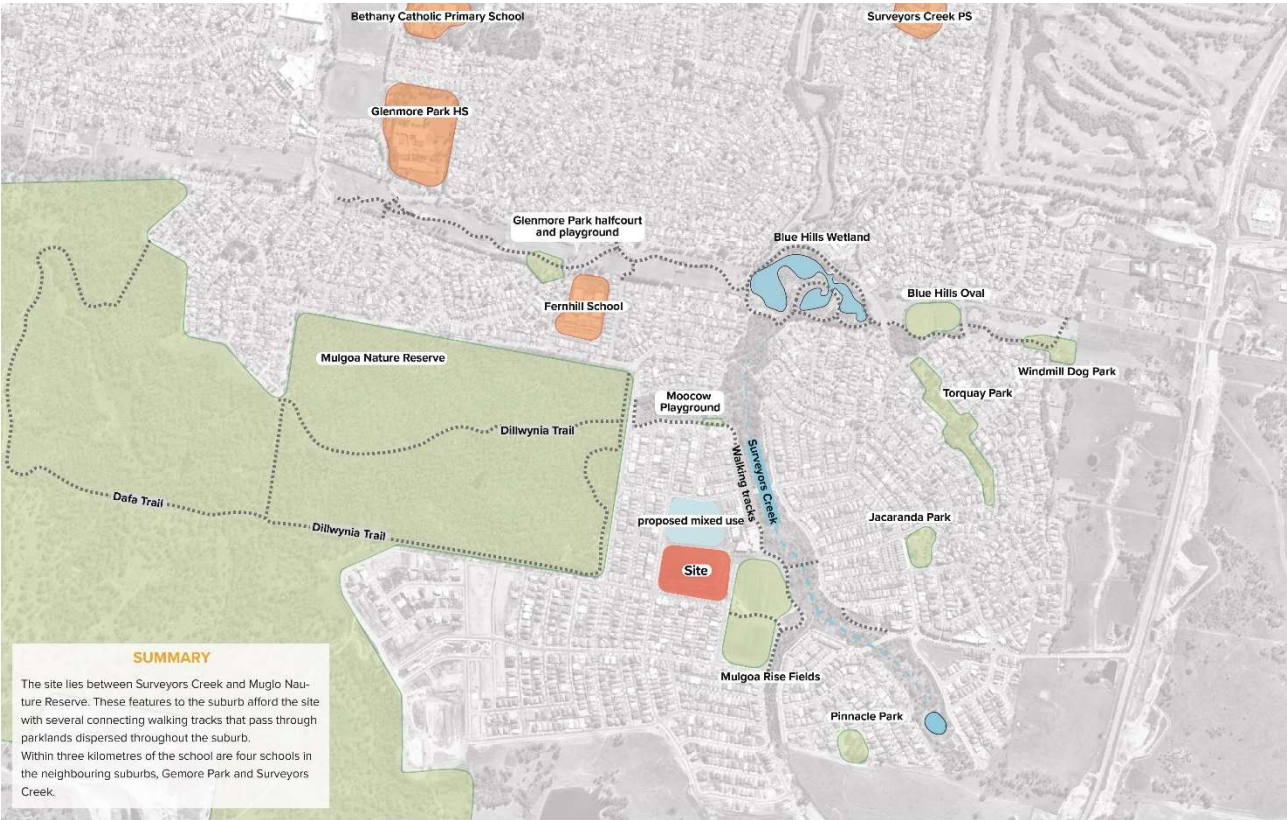 Bethany Catholic Primary School
Surveyors Creek PS
Glenmore Park HS
Glenmore Park halfcourt
and playground
Blue Hills Wetland
Blue Hills Oval
Fernhill School
Mulgoa Nature Reserve
Windmill Dog Park
Moocow
Playground
Torquay Park
Dillwynia Trail
Walking tracks
Surveyors Creek
Dafa Trail
proposed mixed use
Jacaranda Park
Dillwynia Trail
Site
SUMMARY
The site lies between Surveyors Creek and Muglo Nau-
ture Reserve. These features to the suburb afford the site
with several connecting walking tracks that pass through
parklands dispersed throughout the suburb.
Within three kilometres of the school are four schools in
the neighbouring suburbs, Gemore Park and Surveyors
Creek.
Mulgoa Rise Fields
Pinnacle Park